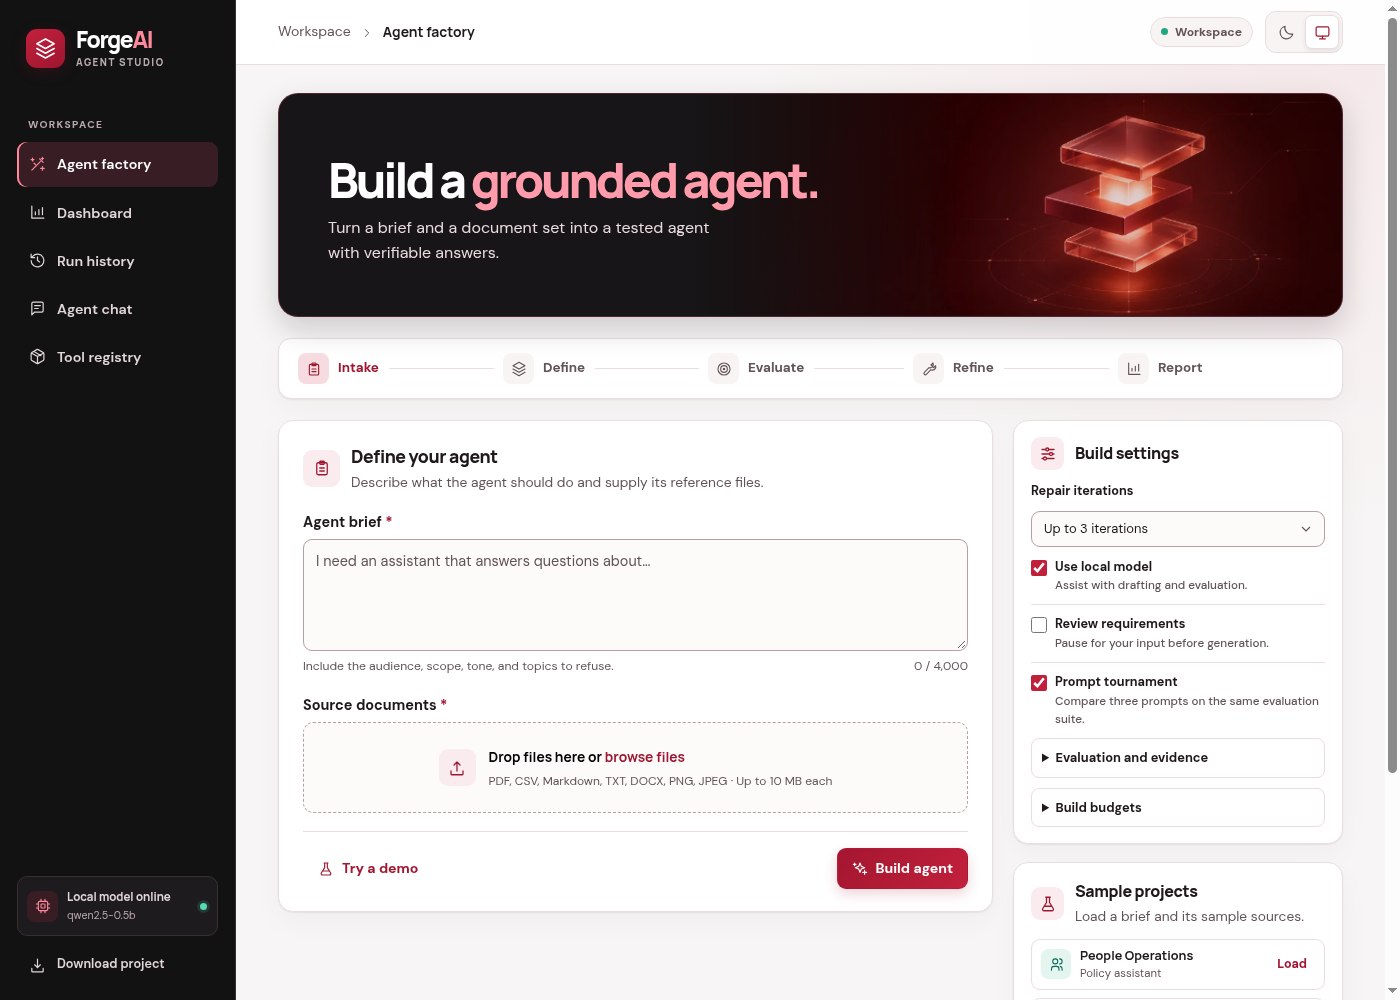 ForgeAI
AGENT STUDIO
WORKSPACE
Agent factory
Dashboard
Run history
Agent chat
Tool registry
Local model online
qwen2.5-0.5b
Download project
Workspace > Agent factory
Workspace
Build a grounded agent.
Turn a brief and a document set into a tested agent
with verifiable answers.
Intake
Define
Evaluate
Refine
Report
Define your agent
Describe what the agent should do and supply its reference files.
Agent brief *
I need an assistant that answers questions about...
Include the audience, scope, tone, and topics to refuse.
0 / 4,000
Source documents *
Drop files here or browse files
PDF, CSV, Markdown, TXT, DOCX, PNG, JPEG · Up to 10 MB each
Try a demo
Build agent
Build settings
Repair iterations
Up to 3 iterations
Use local model
Assist with drafting and evaluation.
Review requirements
Pause for your input before generation.
Prompt tournament
Compare three prompts on the same evaluation
suite.
Evaluation and evidence
Build budgets
Sample projects
Load a brief and its sample sources.
People Operations
Policy assistant
Load